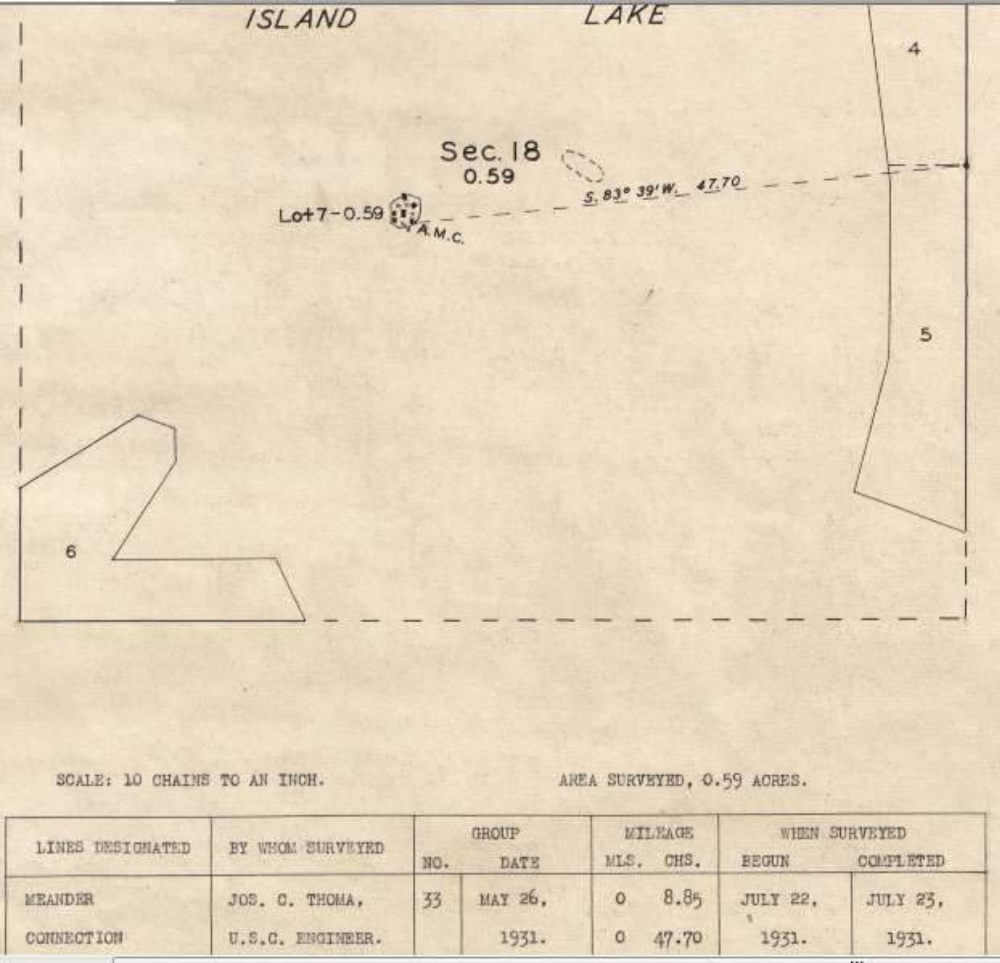 ISLAND LAKE
4
Sec. 18
0.59
S. 83° 39' W. 47.70
Lot 7-0.59
A.M.C.
5
6
SCALE: 10 CHAINS TO AN INCH. AREA SURVEYED, 0.59 ACRES.
LINES DESIGNATED BY WHOM SURVEYED GROUP MILEAGE WHEN SURVEYED
NO. DATE MLS. CHS. BEGUN COMPLETED
MEANDER JOS. C. THOMA, 33 MAY 26, 0 8.85 JULY 22, JULY 23,
CONNECTION U.S.C. ENGINEER. 1931. 0 47.70 1931. 1931.